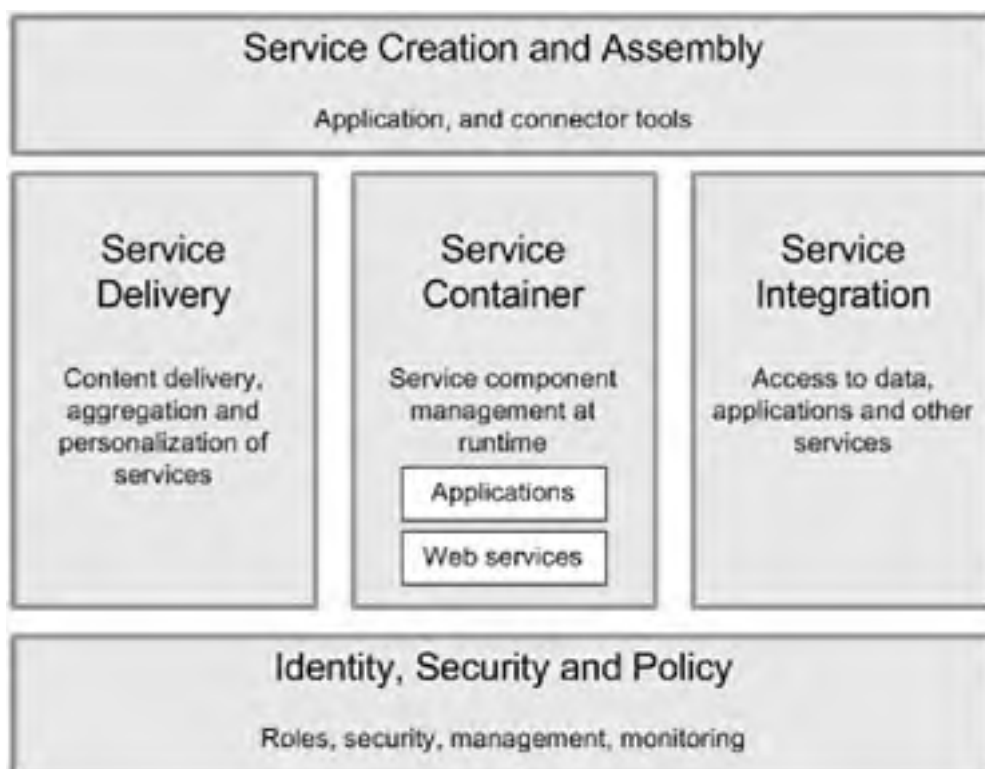 Service Creation and Assembly
Application, and connector tools
Service
Delivery
Content delivery,
aggregation and
personalization of
services
Service
Container
Service component
management at
runtime
Applications
Web services
Service
Integration
Access to data,
applications and other
services
Identity, Security and Policy
Roles, security, management, monitoring